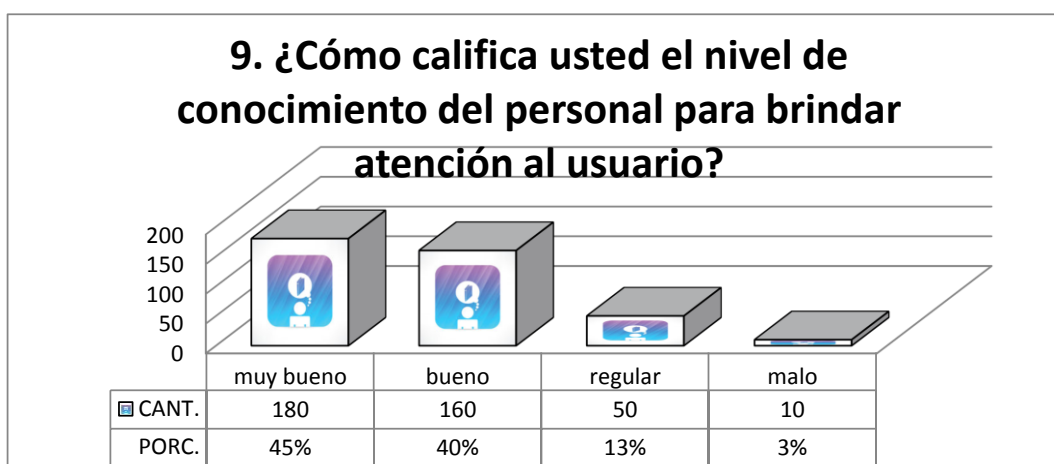 9. ¿Cómo califica usted el nivel de
conocimiento del personal para brindar
atención al usuario?
200
150
100
50
0
muy bueno bueno regular malo
CANT. 180 160 50 10
PORC. 45% 40% 13% 3%